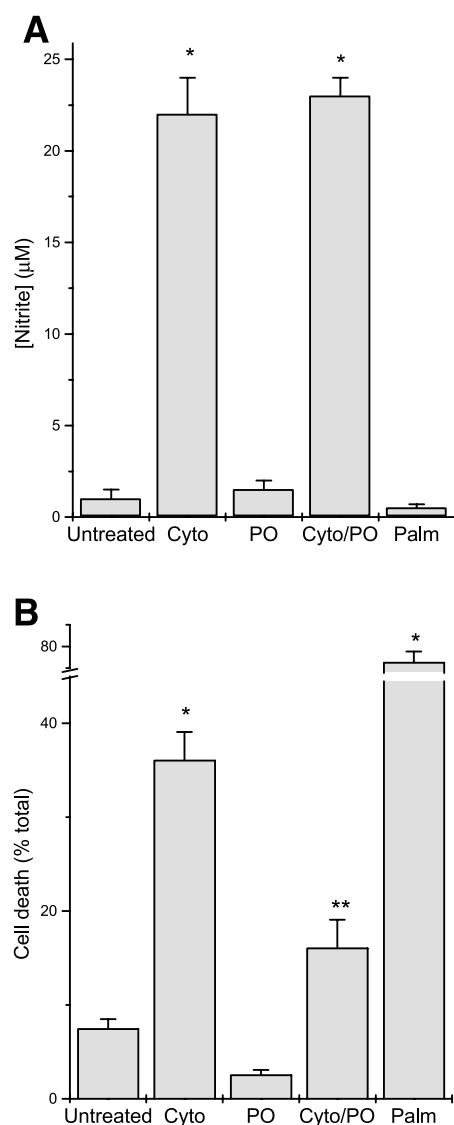 A
[Nitrite] (μM)
25
20
15
10
5
0
*
*
Untreated Cyto PO Cyto/PO Palm
B
Cell death (% total)
80
40
20
0
*
*
**
Untreated Cyto PO Cyto/PO Palm